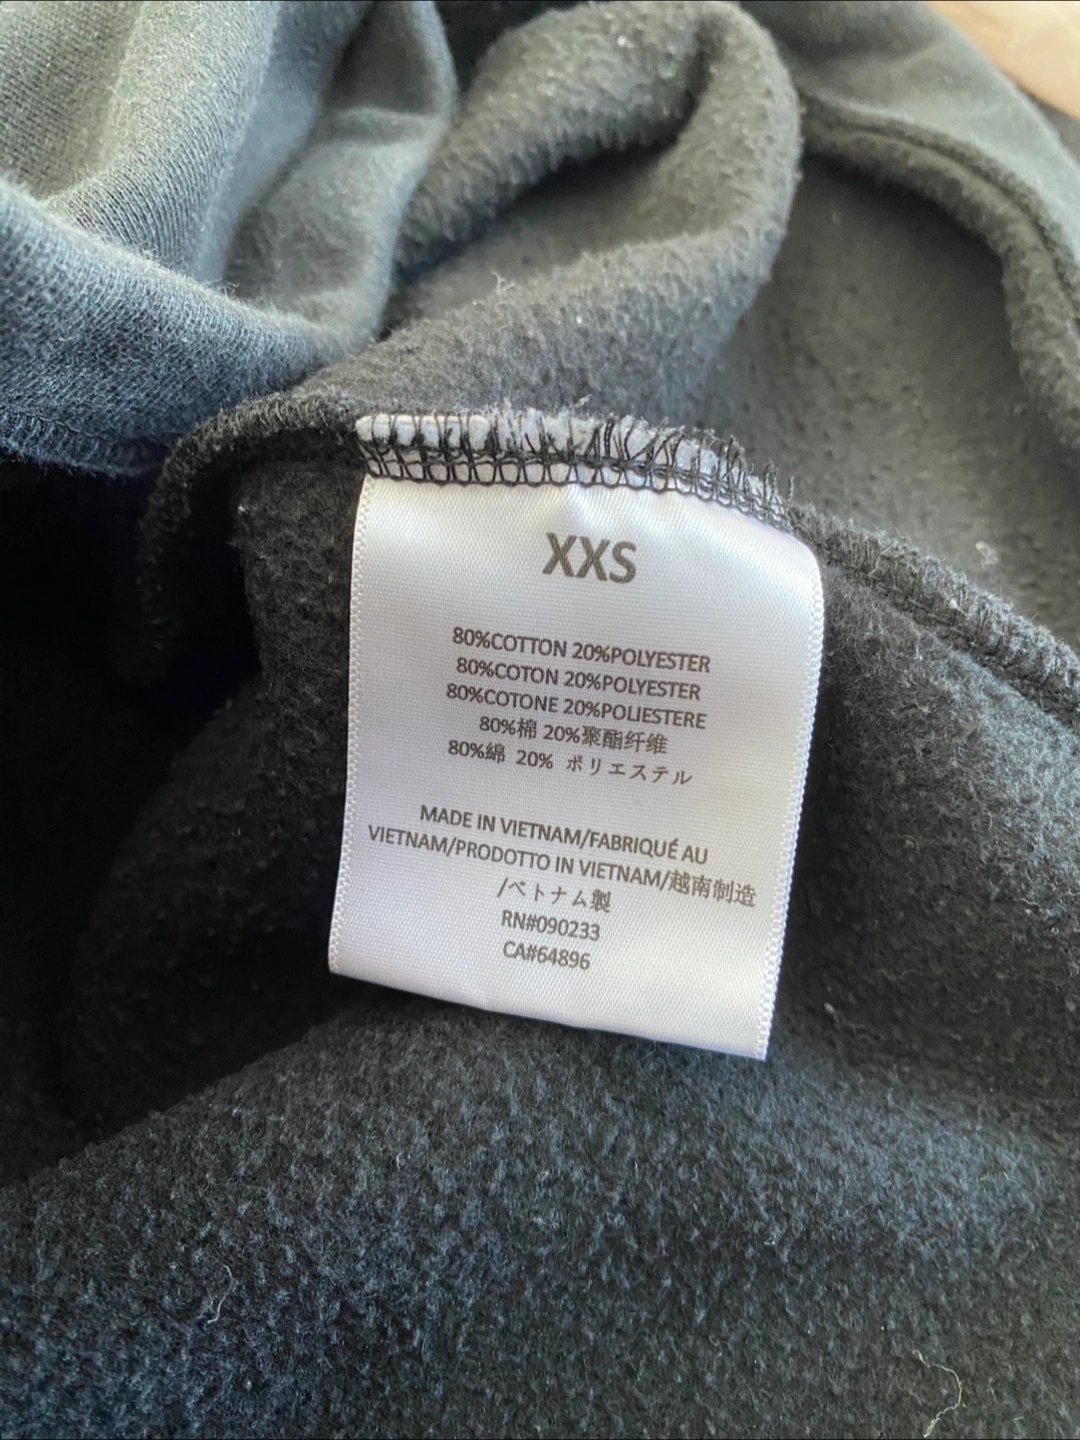 XXS
80%COTTON 20%POLYESTER
80%COTON 20%POLYESTER
80%COTONE 20%POLIESTERE
80%棉 20%聚酯纤维
80%綿 20% ポリエステル
MADE IN VIETNAM/FABRIQUÉ AU
VIETNAM/PRODOTTO IN VIETNAM/越南制造
/ベトナム製
RN#090233
CA#64896